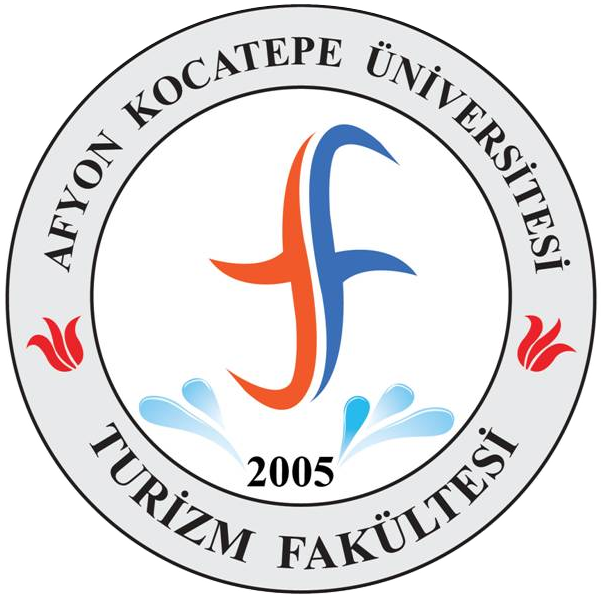 AFYON KOCATEPE ÜNİVERSİTESİ
2005
TURİZM FAKÜLTESİ